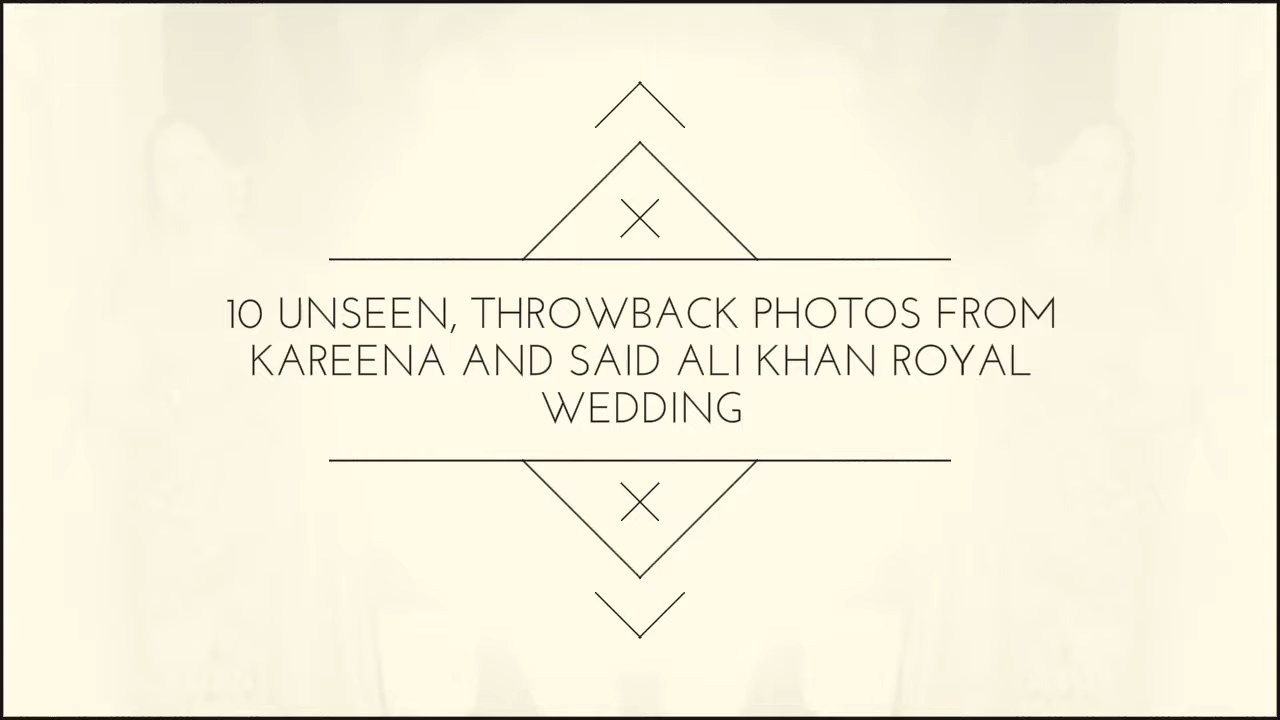 10 UNSEEN, THROWBACK PHOTOS FROM
KAREENA AND SAID ALI KHAN ROYAL
WEDDING